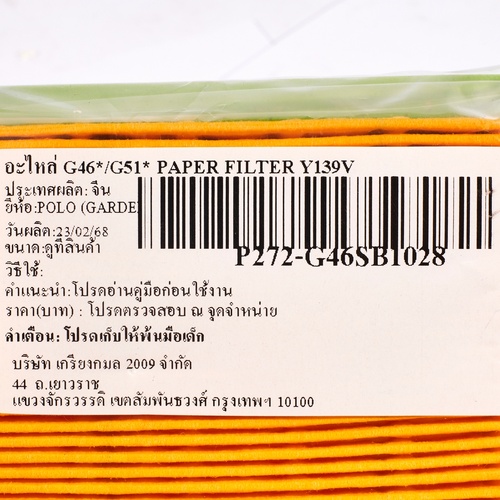 อะไหล่ G46*/G51* PAPER FILTER Y139V
ประเทศผลิต: จีน
ยี่ห้อ:POLO (GARDE
วันผลิต:23/02/68
ขนาด:ดูที่สินค้า
P272-G46SB1028
วิธีใช้:
คำแนะนำ:โปรดอ่านคู่มือก่อนใช้งาน
ราคา(บาท) : โปรดตรวจสอบ ณ จุดจำหน่าย
คำเตือน: โปรดเก็บให้พ้นมือเด็ก
บริษัท เกรียงกมล 2009 จำกัด
44 ถ.เยาวราช
แขวงจักรวรรดิ เขตสัมพันธวงศ์ กรุงเทพฯ 10100